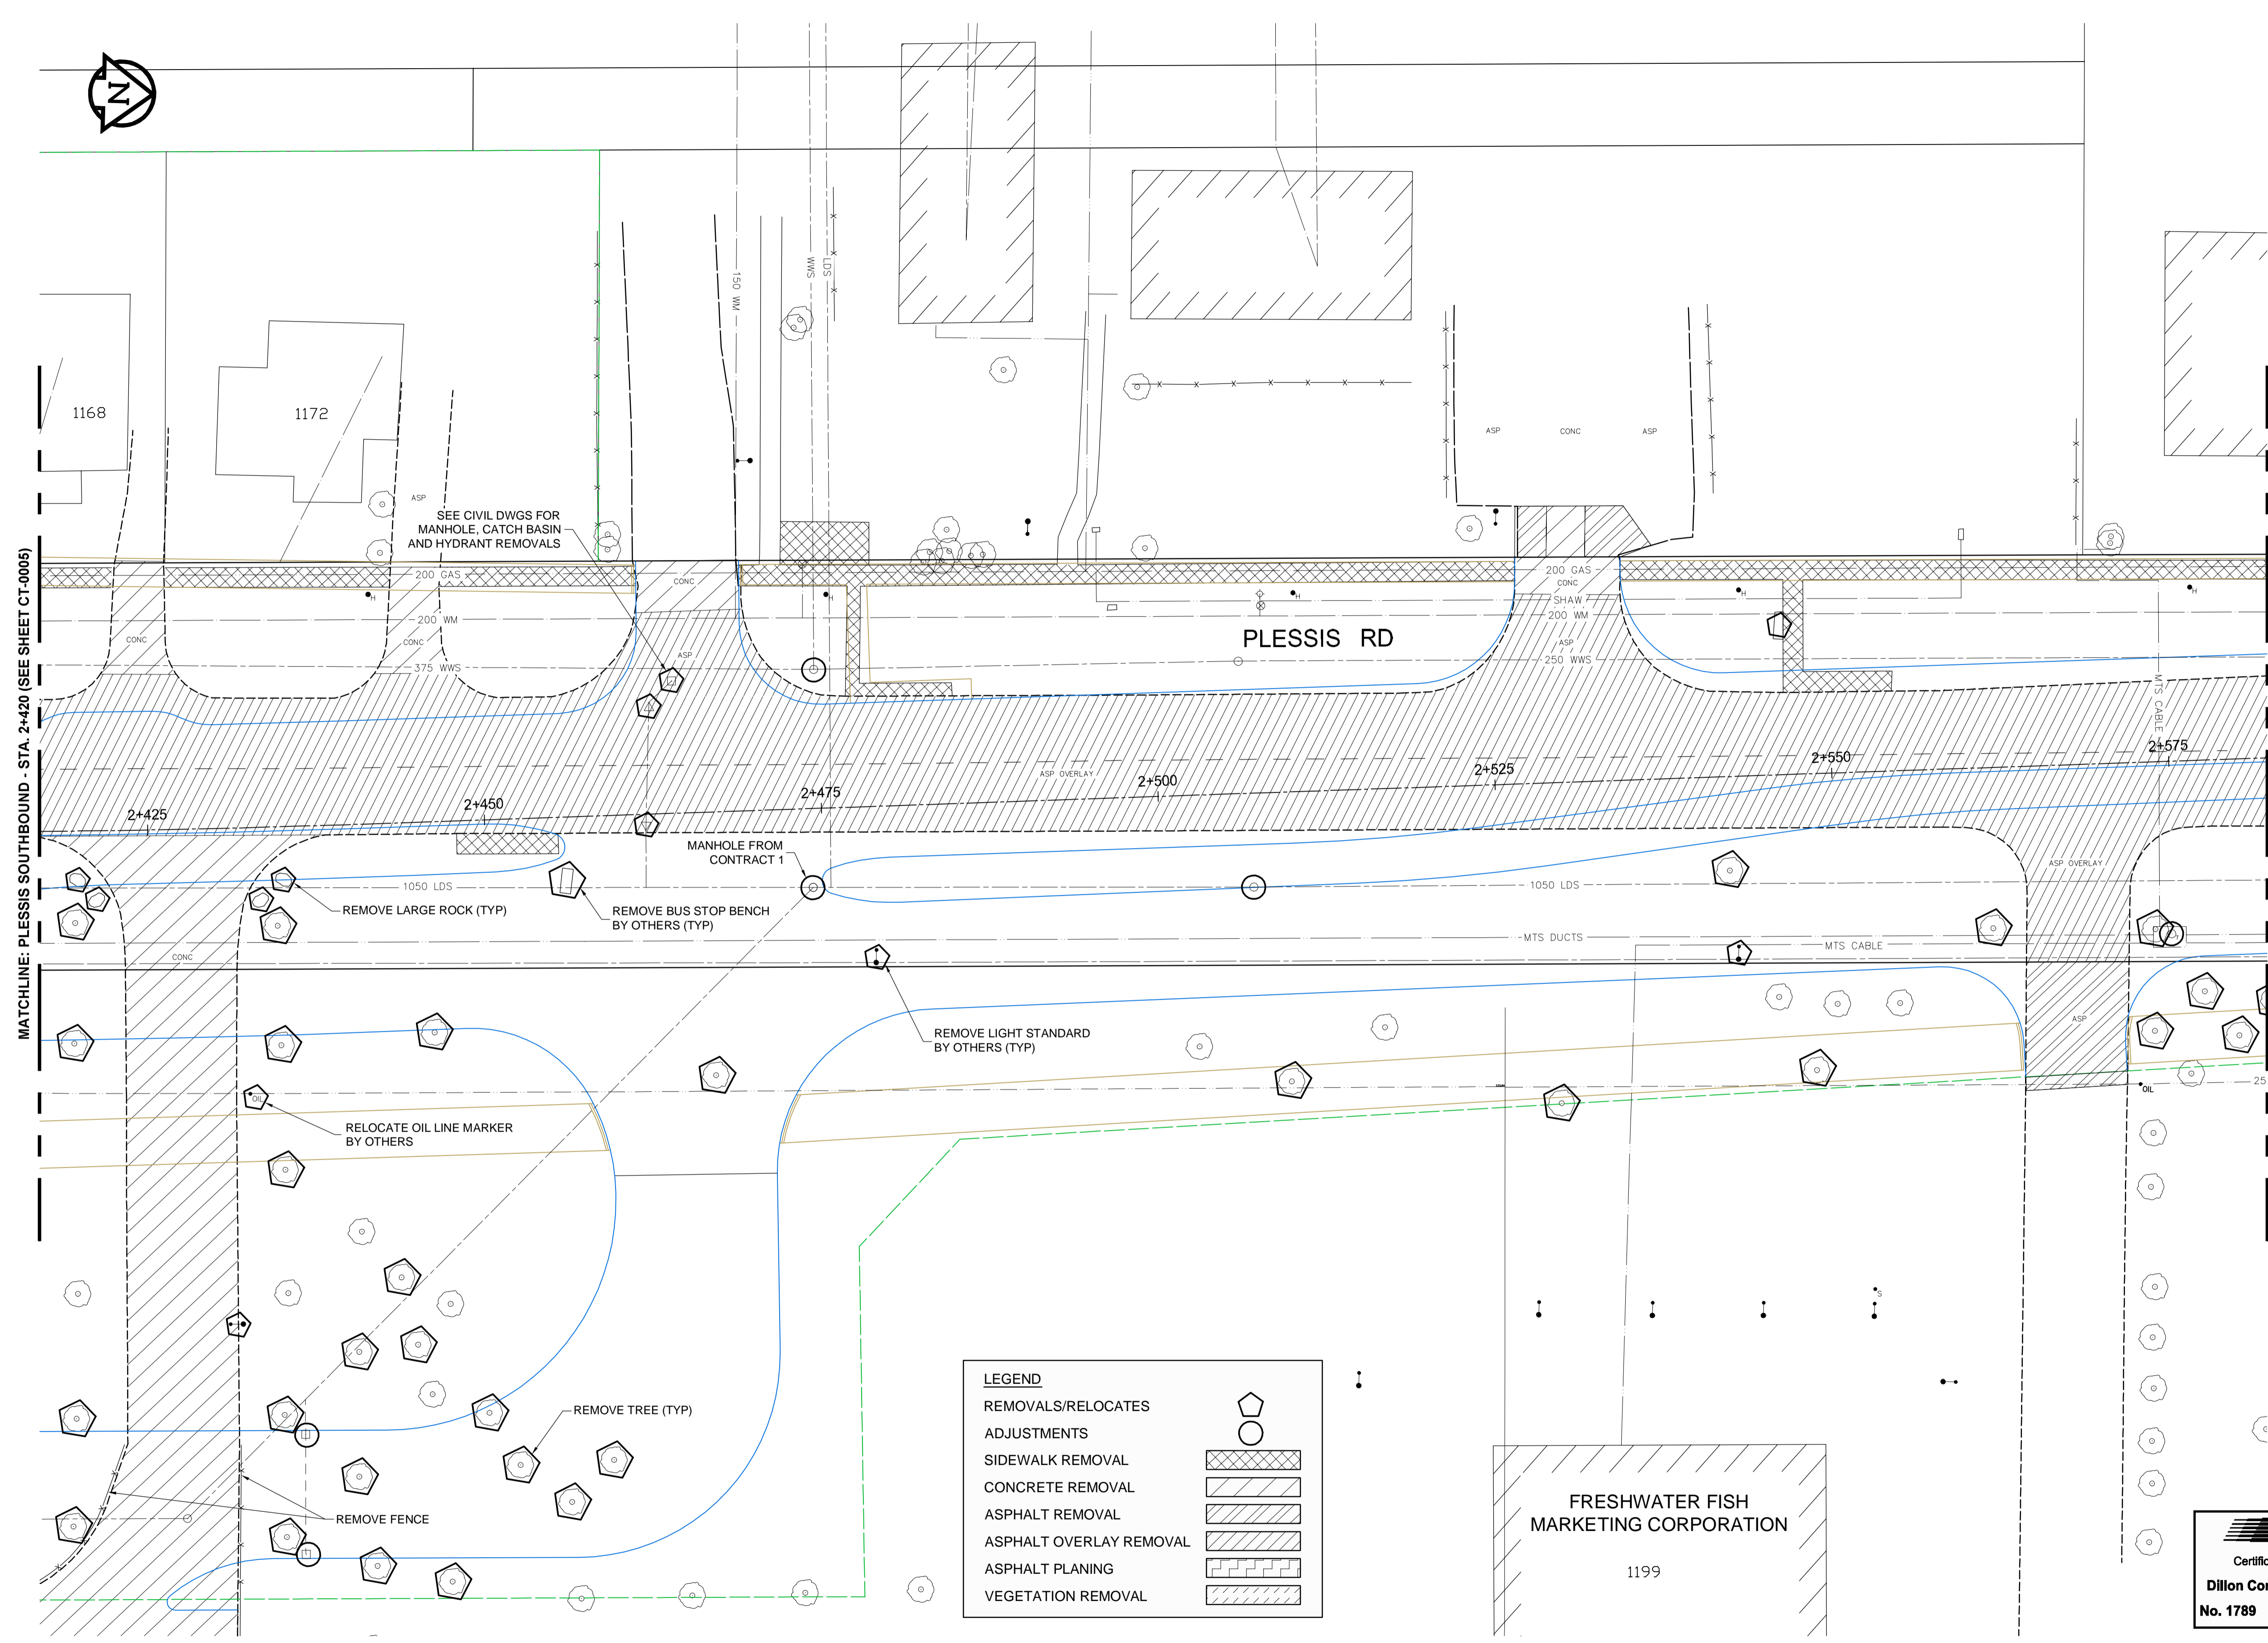 N
1168
1172
150 WM
WWS
LDS
ASP
CONC
ASP
ASP
SEE CIVIL DWGS FOR
MANHOLE, CATCH BASIN
AND HYDRANT REMOVALS
MATCHLINE: PLESSIS SOUTHBOUND - STA. 2+420 (SEE SHEET CT-0005)
200 GAS
CONC
200 GAS
CONC
H
H
H
H
H
SHAW
200 WM
200 WM
CONC
CONC
PLESSIS RD
ASP
ASP
375 WWS
250 WWS
MTS CABLE
2+425
2+450
2+475
ASP OVERLAY
2+500
2+525
2+550
2+575
MANHOLE FROM
CONTRACT 1
ASP OVERLAY
1050 LDS
1050 LDS
REMOVE LARGE ROCK (TYP)
REMOVE BUS STOP BENCH
BY OTHERS (TYP)
MTS DUCTS
MTS CABLE
CONC
REMOVE LIGHT STANDARD
BY OTHERS (TYP)
ASP
OIL
OIL
25
RELOCATE OIL LINE MARKER
BY OTHERS
S
REMOVE TREE (TYP)
REMOVE FENCE
LEGEND
REMOVALS/RELOCATES
ADJUSTMENTS
SIDEWALK REMOVAL
CONCRETE REMOVAL
ASPHALT REMOVAL
ASPHALT OVERLAY REMOVAL
ASPHALT PLANING
VEGETATION REMOVAL
FRESHWATER FISH
MARKETING CORPORATION
1199
Certific
Dillon Cor
No. 1789